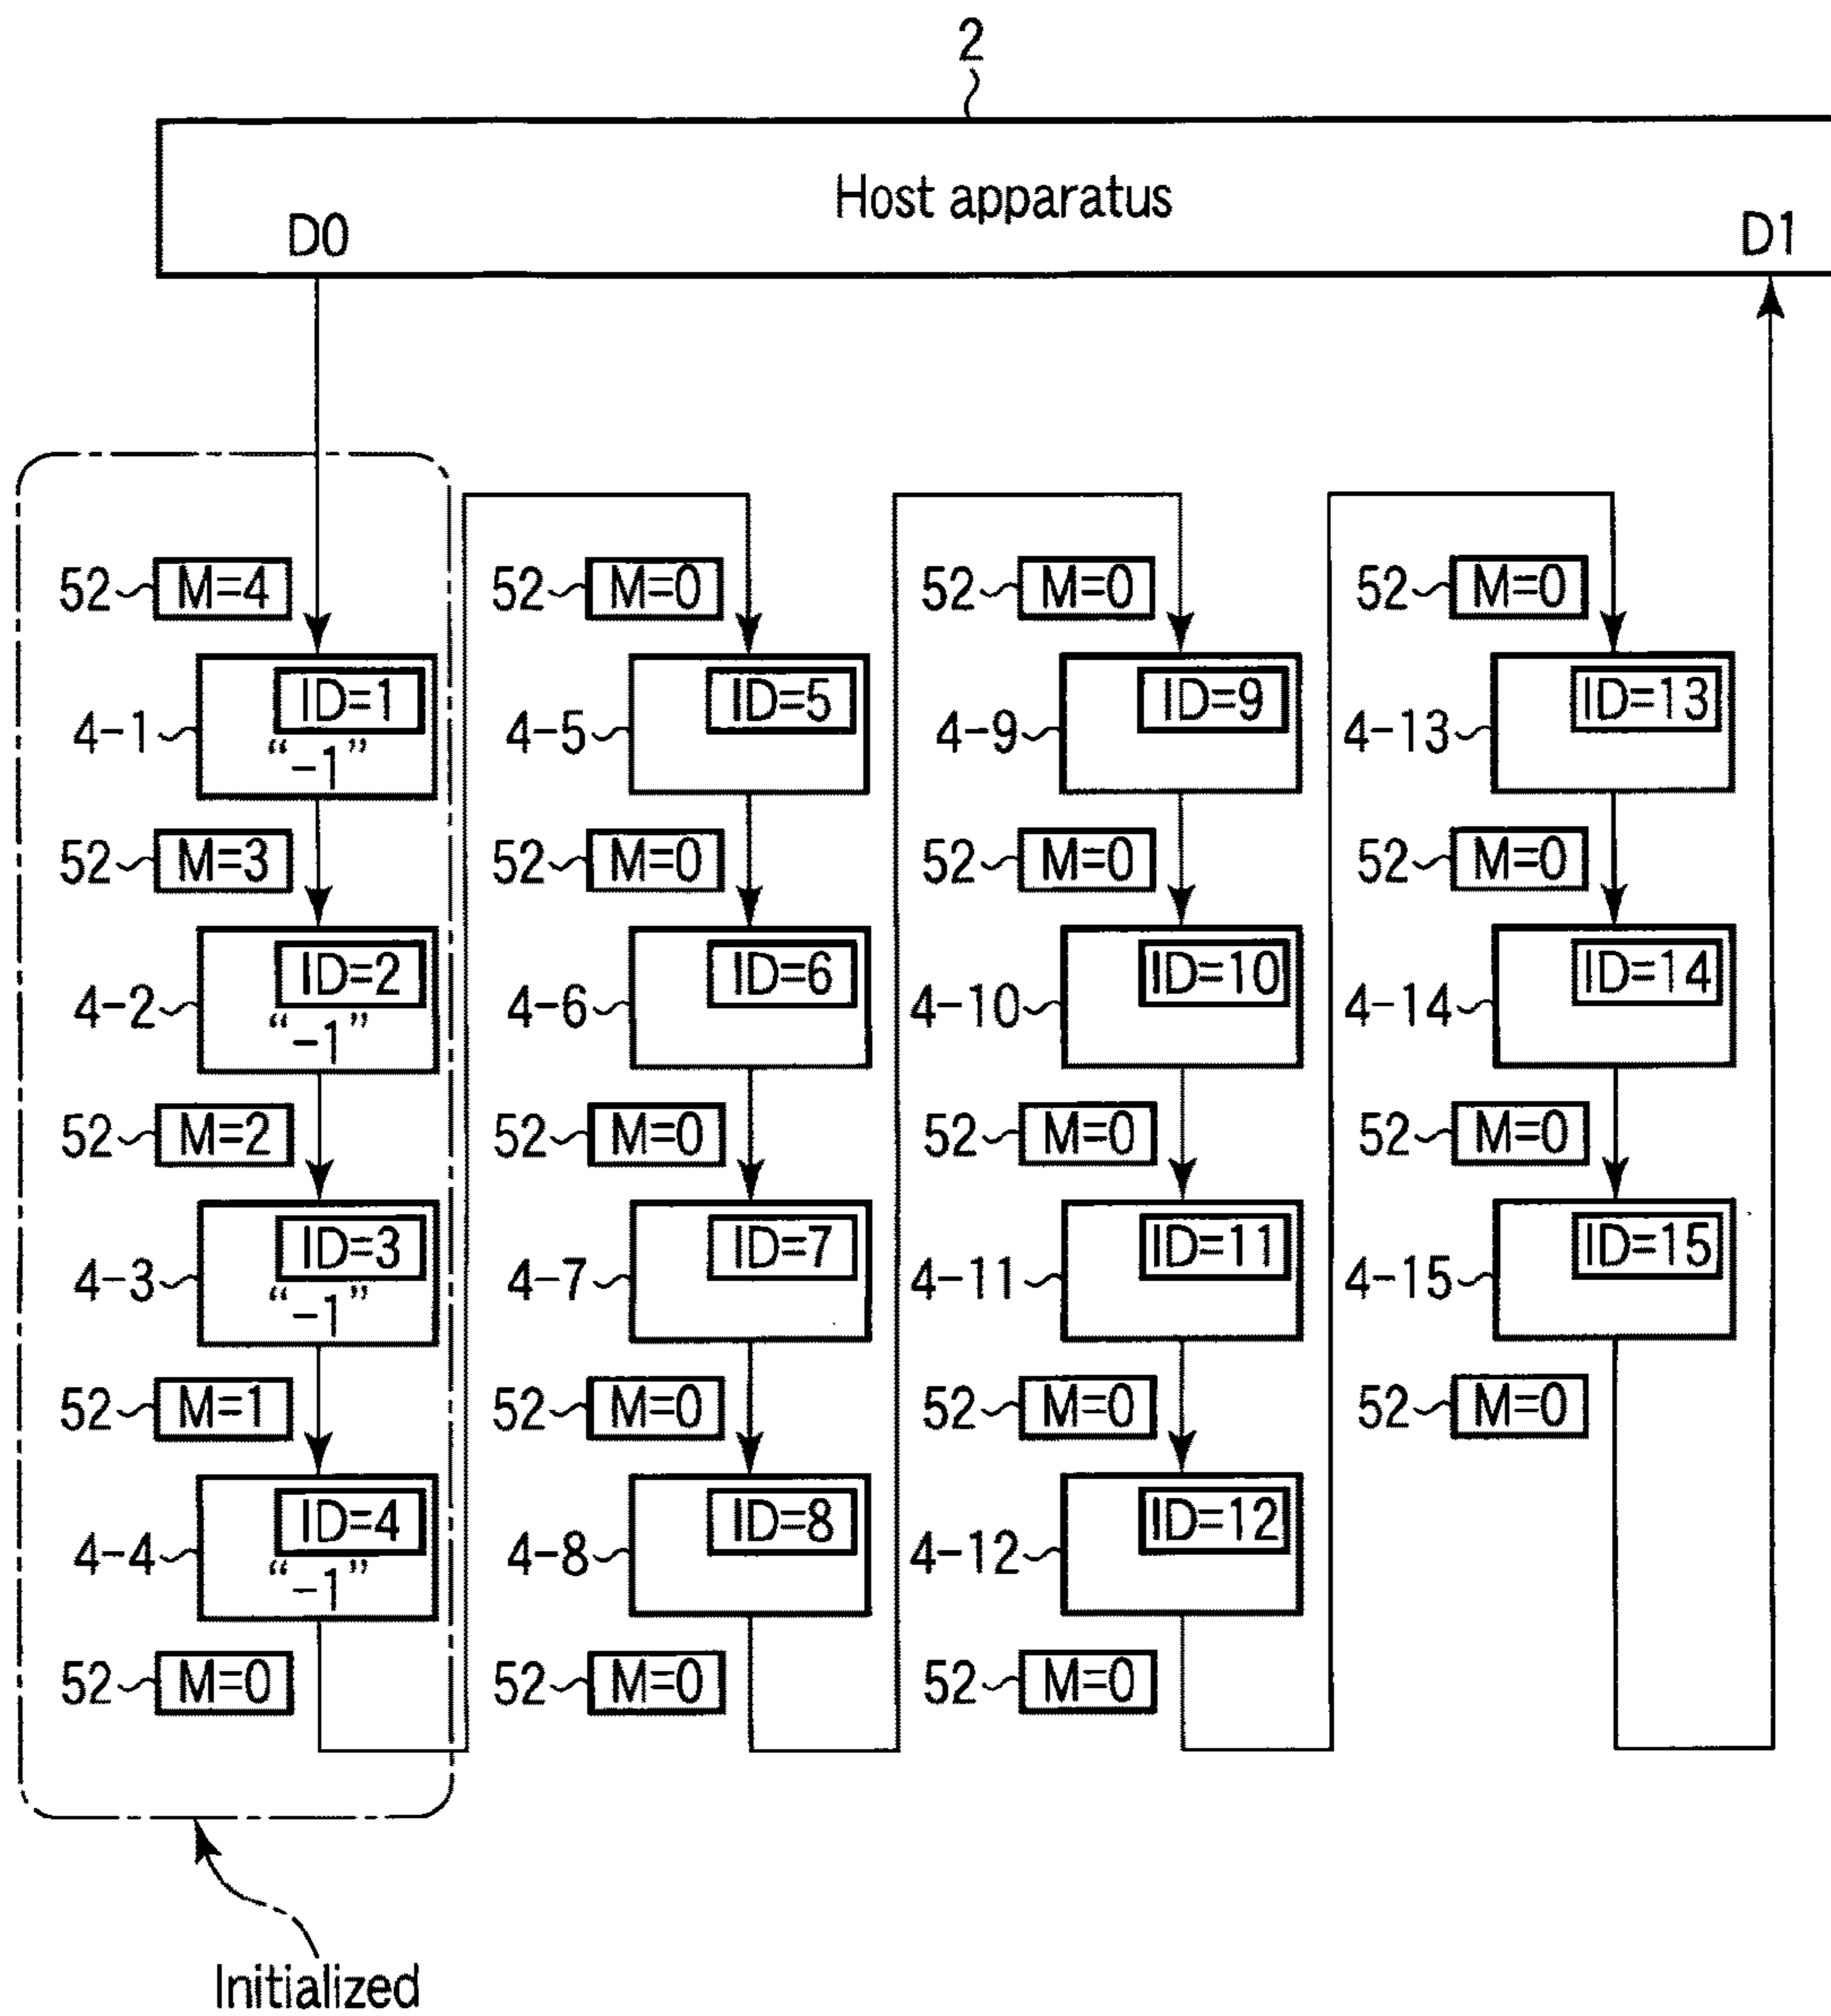 2
Host apparatus
D0
D1
52 M=4
52 M=0
52 M=0
52 M=0
4-1 ID=1
"-1"
4-5 ID=5
4-9 ID=9
4-13 ID=13
52 M=3
52 M=0
52 M=0
52 M=0
4-2 ID=2
"-1"
4-6 ID=6
4-10 ID=10
4-14 ID=14
52 M=2
52 M=0
52 M=0
52 M=0
4-3 ID=3
"-1"
4-7 ID=7
4-11 ID=11
4-15 ID=15
52 M=1
52 M=0
52 M=0
52 M=0
4-4 ID=4
"-1"
4-8 ID=8
4-12 ID=12
52 M=0
52 M=0
52 M=0
Initialized